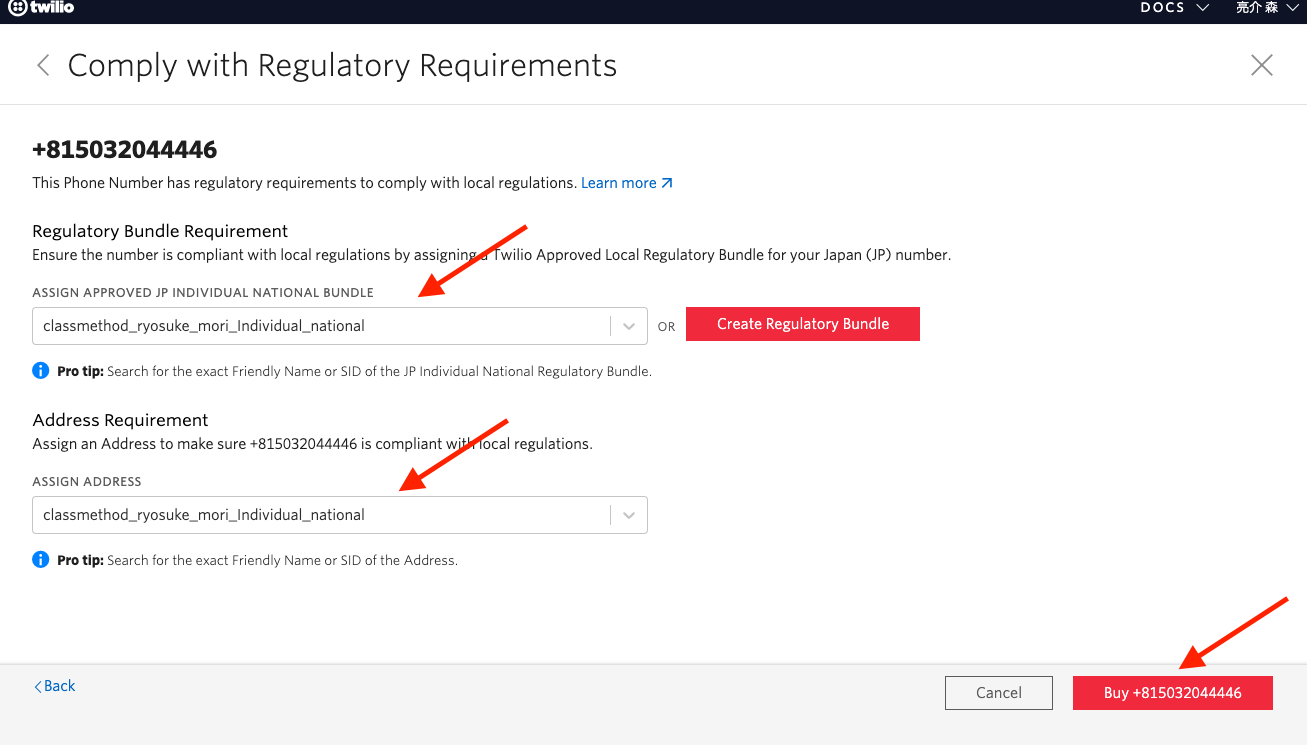 twilio
DOCS
亮介 森
Comply with Regulatory Requirements
+815032044446
This Phone Number has regulatory requirements to comply with local regulations. Learn more
Regulatory Bundle Requirement
Ensure the number is compliant with local regulations by assigning a Twilio Approved Local Regulatory Bundle for your Japan (JP) number.
ASSIGN APPROVED JP INDIVIDUAL NATIONAL BUNDLE
classmethod_ryosuke_mori_Individual_national
OR
Create Regulatory Bundle
Pro tip: Search for the exact Friendly Name or SID of the JP Individual National Regulatory Bundle.
Address Requirement
Assign an Address to make sure +815032044446 is compliant with local regulations.
ASSIGN ADDRESS
classmethod_ryosuke_mori_Individual_national
Pro tip: Search for the exact Friendly Name or SID of the Address.
Back
Cancel
Buy +815032044446